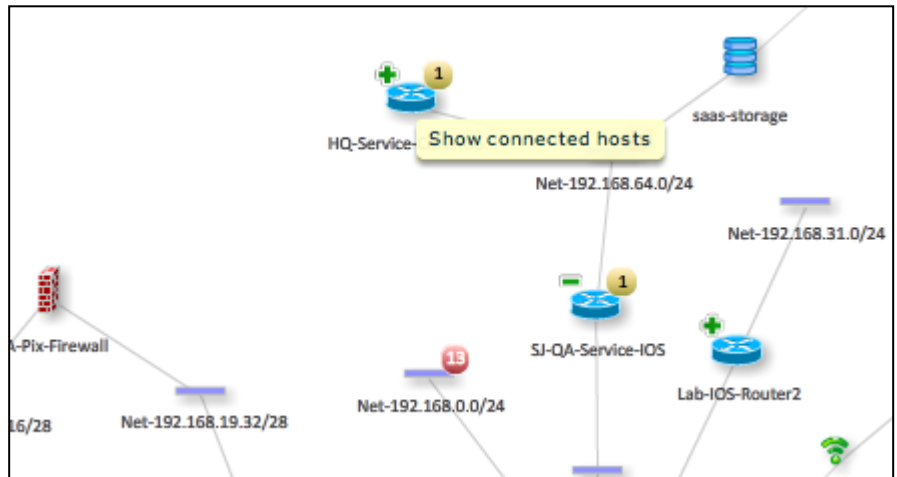 1
saas-storage
HQ-Service-
Show connected hosts
Net-192.168.64.0/24
Net-192.168.31.0/24
1
-Pix-Firewall
SJ-QA-Service-IOS
13
Lab-IOS-Router2
Net-192.168.0.0/24
16/28
Net-192.168.19.32/28